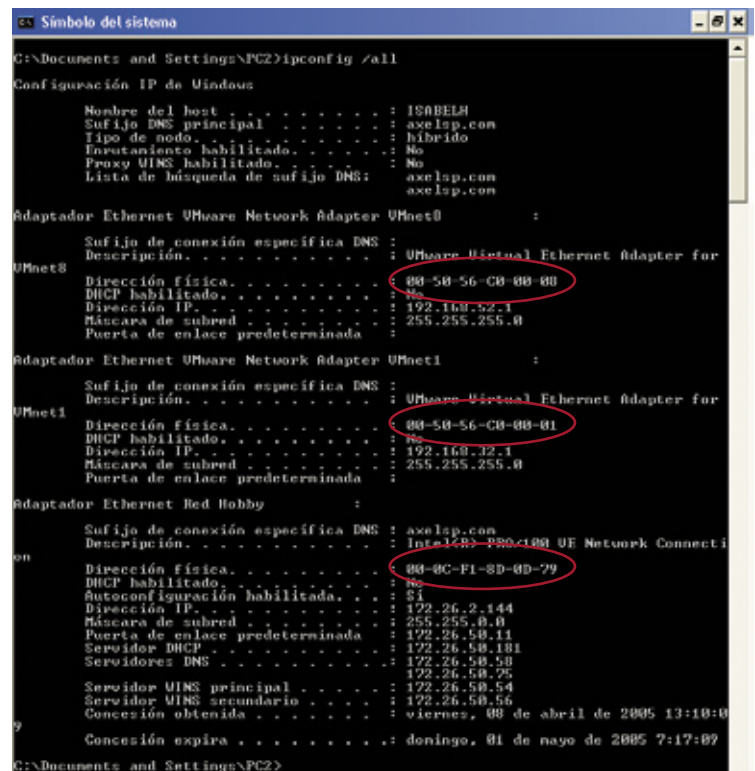 Símbolo del sistema
C:\Documents and Settings\PC2>ipconfig /all
Configuración IP de Windows
Nombre del host . . . . . . . . . : ISABELH
Sufijo DNS principal . . . . . . : axelsp.com
Tipo de nodo. . . . . . . . . . . : híbrido
Enrutamiento habilitado. . . . . .: No
Proxy WINS habilitado. . . . . : No
Lista de búsqueda de sufijo DNS: axelsp.com
axelsp.com
Adaptador Ethernet VMware Network Adapter VMnet8 :
Sufijo de conexión específica DNS :
Descripción. . . . . . . . . . . : VMware Virtual Ethernet Adapter for
VMnet8
Dirección física. . . . . . . . . : 00-50-56-C0-00-08
DHCP habilitado. . . . . . . . . : No
Dirección IP. . . . . . . . . . . : 192.168.52.1
Máscara de subred . . . . . . . . : 255.255.255.0
Puerta de enlace predeterminada :
Adaptador Ethernet VMware Network Adapter VMnet1 :
Sufijo de conexión específica DNS :
Descripción. . . . . . . . . . . : VMware Virtual Ethernet Adapter for
VMnet1
Dirección física. . . . . . . . . : 00-50-56-C0-00-01
DHCP habilitado. . . . . . . . . : No
Dirección IP. . . . . . . . . . . : 192.168.32.1
Máscara de subred . . . . . . . . : 255.255.255.0
Puerta de enlace predeterminada :
Adaptador Ethernet Red Hobby :
Sufijo de conexión específica DNS : axelsp.com
Descripción. . . . . . . . . . . : Intel(R) PRO/100 VE Network Connecti
on
Dirección física. . . . . . . . . : 00-0C-F1-8D-0D-79
DHCP habilitado. . . . . . . . . : No
Autoconfiguración habilitada. . . : Sí
Dirección IP. . . . . . . . . . . : 172.26.2.144
Máscara de subred . . . . . . . . : 255.255.0.0
Puerta de enlace predeterminada : 172.26.50.11
Servidor DHCP . . . . . . . . . . : 172.26.50.181
Servidores DNS . . . . . . . . . .: 172.26.50.58
172.26.50.75
Servidor WINS principal . . . . . : 172.26.50.54
Servidor WINS secundario . . . . : 172.26.50.56
Concesión obtenida . . . . . . . : viernes, 08 de abril de 2005 13:10:0
9
Concesión expira . . . . . . . . .: domingo, 01 de mayo de 2005 7:17:09
C:\Documents and Settings\PC2>